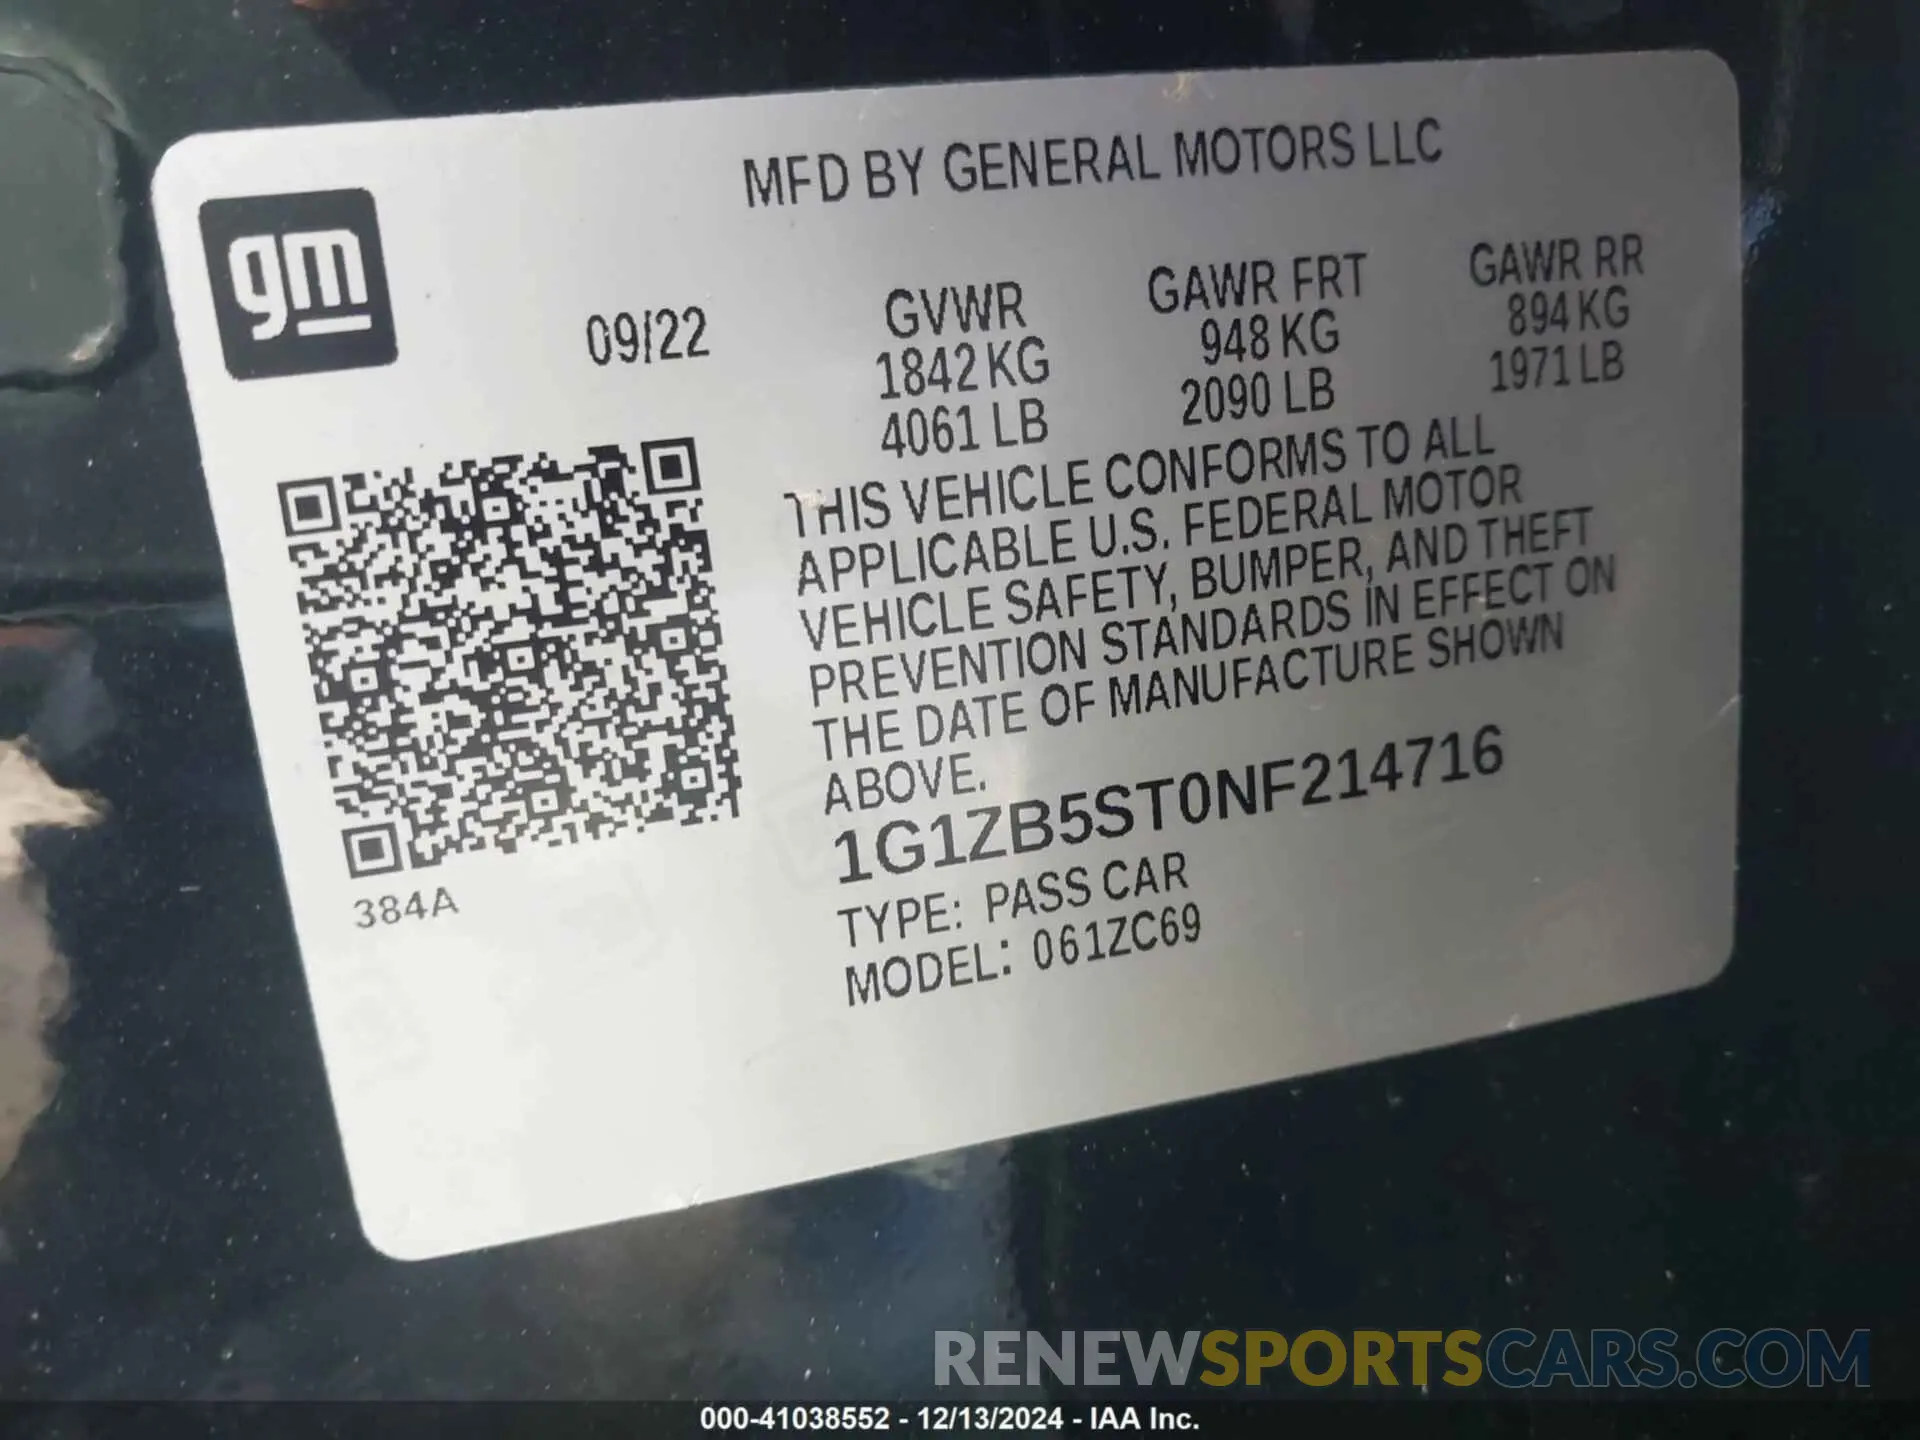 MFD BY GENERAL MOTORS LLC
gm
09/22
GVWR
1842 KG
4061 LB
GAWR FRT
948 KG
2090 LB
GAWR RR
894 KG
1971 LB
THIS VEHICLE CONFORMS TO ALL
APPLICABLE U.S. FEDERAL MOTOR
VEHICLE SAFETY, BUMPER, AND THEFT
PREVENTION STANDARDS IN EFFECT ON
THE DATE OF MANUFACTURE SHOWN
ABOVE.
1G1ZB5ST0NF214716
TYPE: PASS CAR
MODEL: 061ZC69
384A
RENEWSPORTSCARS.COM
000-41038552 - 12/13/2024 - IAA Inc.